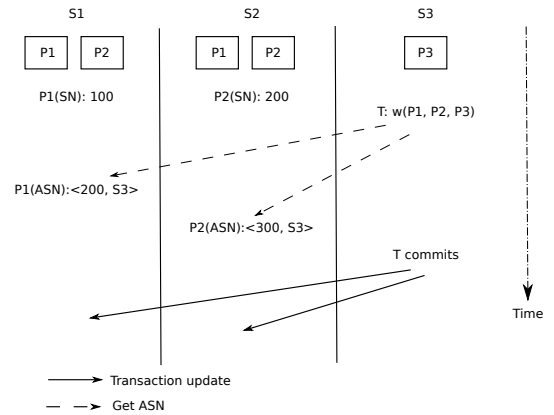 S1 S2 S3
P1 P2 P1 P2 P3
P1(SN): 100 P2(SN): 200
T: w(P1, P2, P3)
P1(ASN):<200, S3>
P2(ASN):<300, S3>
T commits
Time
Transaction update
Get ASN